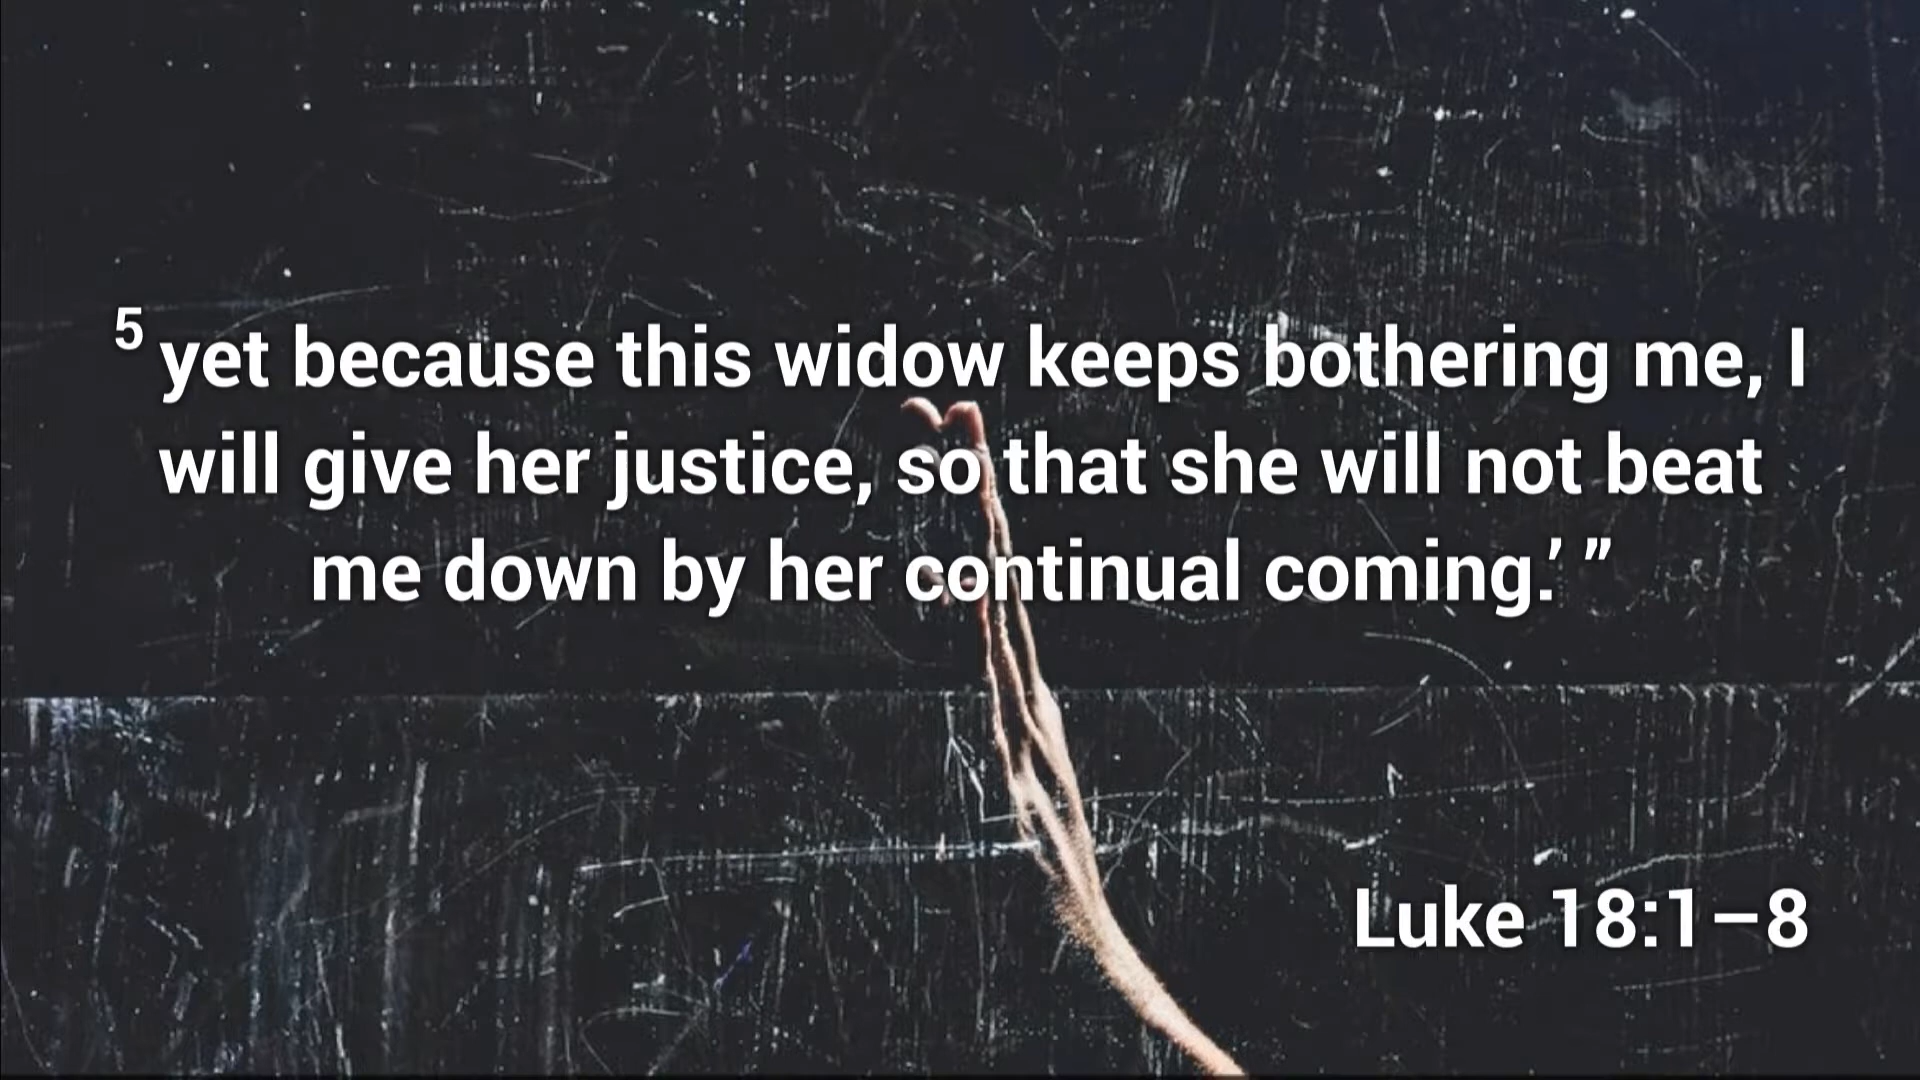 5 yet because this widow keeps bothering me, I
will give her justice, so that she will not beat
me down by her continual coming.’ ”
Luke 18:1–8